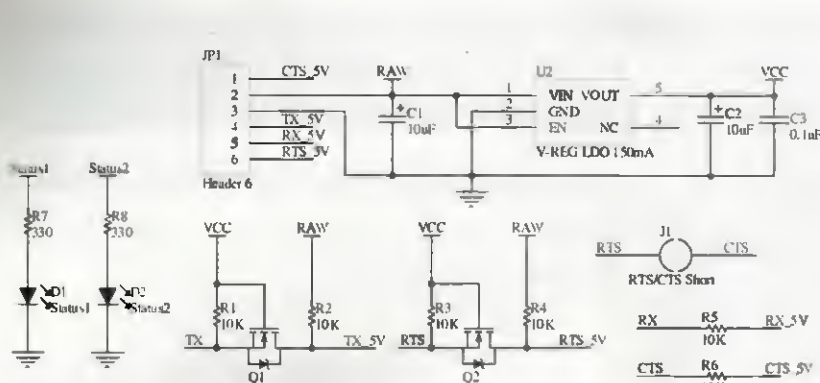 JP1
1
2
3
4
5
6
CTS_5V
TX_5V
RX_5V
RTS_5V
Header 6
RAW
C1
10uF
U2
1
2
3
VIN VOUT
GND
EN
NC
5
4
V-REG LDO 150mA
VCC
C2
10uF
C3
0.1uF
Status1
R7
330
D1
Status1
Status2
R8
330
D2
Status2
VCC
RAW
R1
10K
R2
10K
TX
TX_5V
Q1
VCC
RAW
R3
10K
R4
10K
RTS
RTS_5V
Q2
J1
RTS
CTS
RTS/CTS Short
RX
R5
RX_5V
10K
CTS
R6
CTS_5V